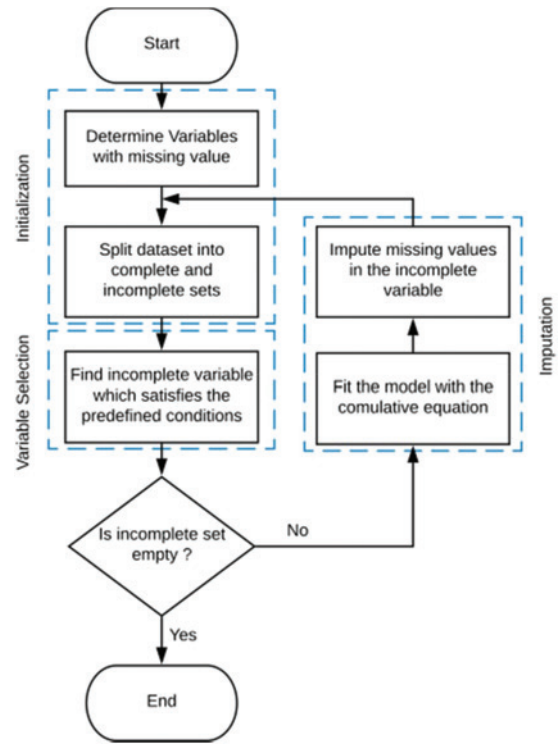 Start
Initialization
Determine Variables
with missing value
Split dataset into
complete and
incomplete sets
Variable Selection
Find incomplete variable
which satisfies the
predefined conditions
Is incomplete set
empty ?
No
Yes
End
Impute missing values
in the incomplete
variable
Fit the model with the
comulative equation
Imputation